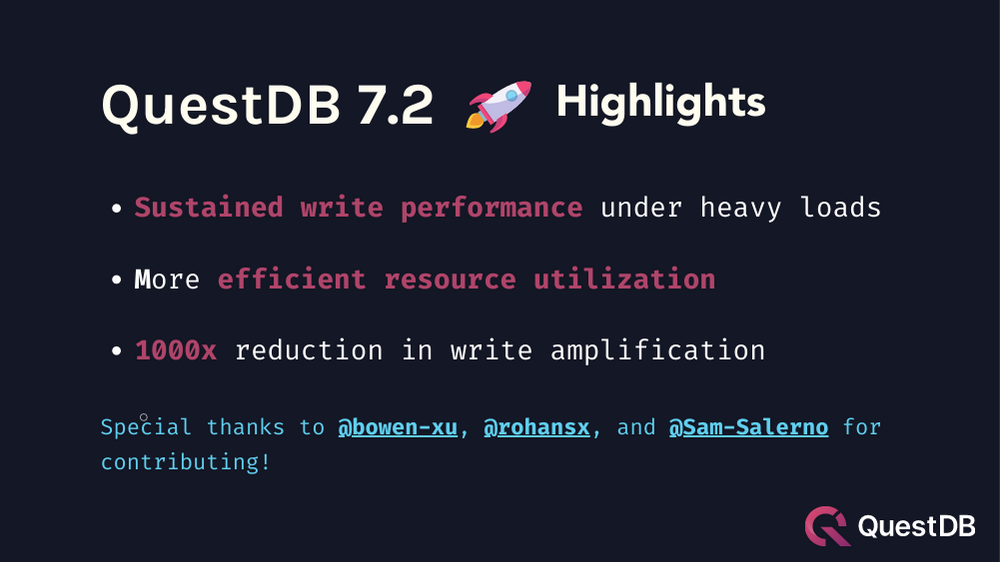 QuestDB 7.2 🚀 Highlights
• Sustained write performance under heavy loads
• More efficient resource utilization
• 1000x reduction in write amplification
Special thanks to @bowen-xu, @rohansx, and @Sam-Salerno for
contributing!
QuestDB